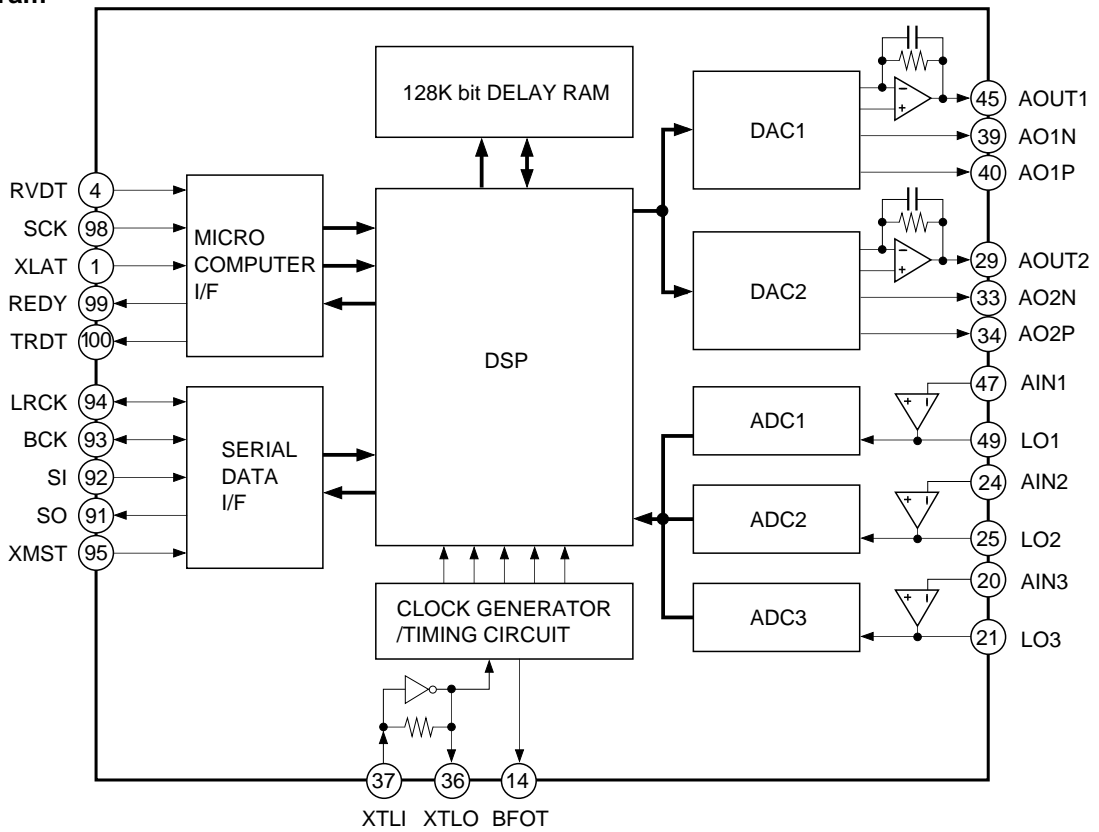 128K bit DELAY RAM
DAC1
DAC2
DSP
MICRO
COMPUTER
I/F
SERIAL
DATA
I/F
ADC1
ADC2
ADC3
CLOCK GENERATOR
/TIMING CIRCUIT
RVDT 4
SCK 98
XLAT 1
REDY 99
TRDT 100
LRCK 94
BCK 93
SI 92
SO 91
XMST 95
− +
− +
+ −
+ −
+ −
45 AOUT1
39 AO1N
40 AO1P
29 AOUT2
33 AO2N
34 AO2P
47 AIN1
49 LO1
24 AIN2
25 LO2
20 AIN3
21 LO3
37 36 14
XTLI XTLO BFOT